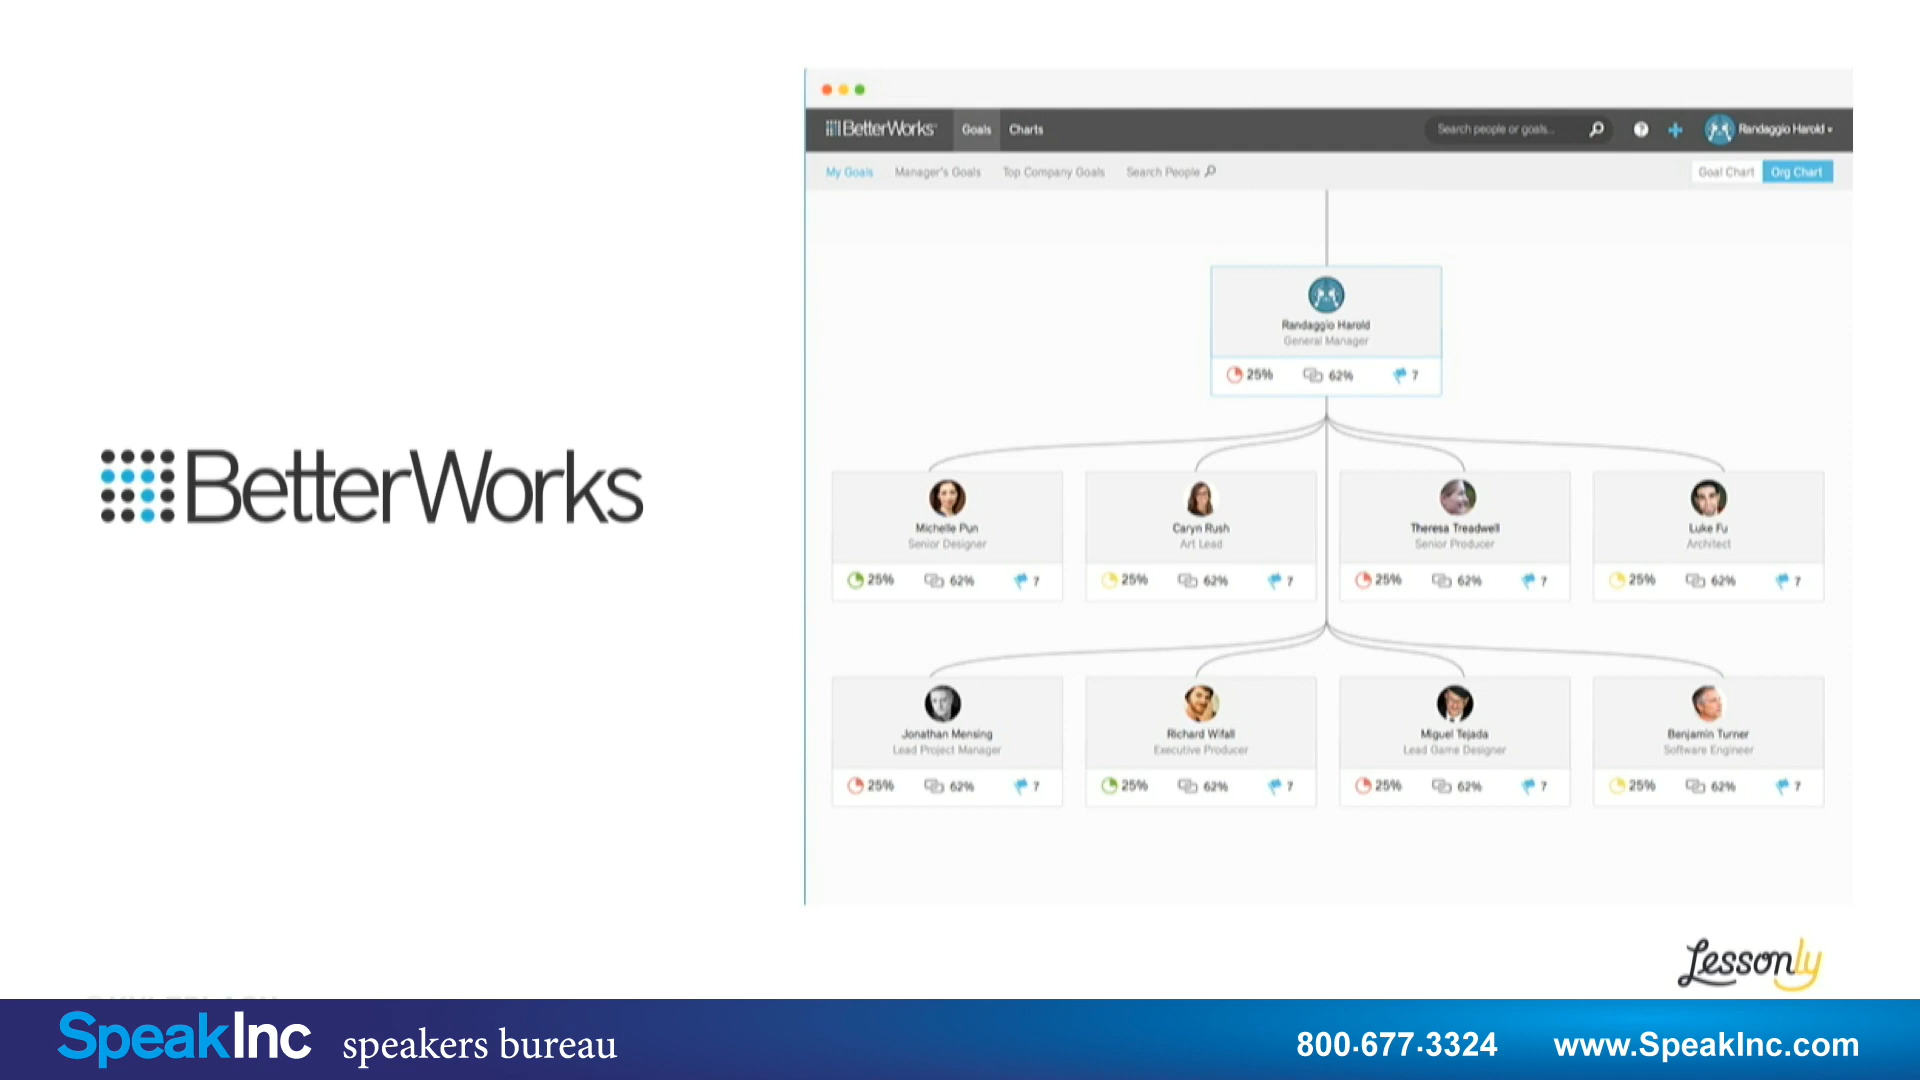 BetterWorks
BetterWorks
Goals
Charts
Search people or goals...
Randaggio Harold
My Goals
Manager's Goals
Top Company Goals
Search People
Goal Chart
Org Chart
Randaggio Harold
General Manager
25%
62%
7
Michelle Pun
Senior Designer
25%
62%
7
Caryn Rush
Art Lead
25%
62%
7
Theresa Treadwell
Senior Producer
25%
62%
7
Luke Fu
Architect
25%
62%
7
Jonathan Mensing
Lead Project Manager
25%
62%
7
Richard Wifall
Executive Producer
25%
62%
7
Miguel Tejada
Lead Game Designer
25%
62%
7
Benjamin Turner
Software Engineer
25%
62%
7
Lessonly
SpeakInc speakers bureau
800·677·3324
www.SpeakInc.com